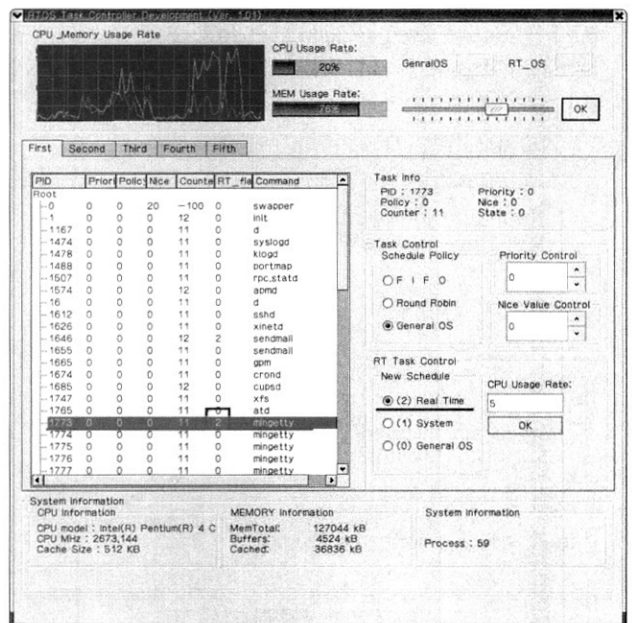 RTOS Task Controller Development (Ver. 1.01)
CPU _Memory Usage Rate
CPU Usage Rate:
20%
GenralOS
RT_OS
MEM Usage Rate:
76%
OK
First Second Third Fourth Fifth
PID Priori Polic Nice Counte RT_fla Command
Root
0 0 0 20 -100 0 swapper
1 0 0 0 12 0 init
1167 0 0 0 11 0 d
1474 0 0 0 11 0 syslogd
1478 0 0 0 11 0 klogd
1488 0 0 0 11 0 portmap
1507 0 0 0 11 0 rpc.statd
1574 0 0 0 12 0 apmd
16 0 0 0 11 0 d
1612 0 0 0 11 0 sshd
1626 0 0 0 11 0 xinetd
1646 0 0 0 12 2 sendmail
1655 0 0 0 11 0 sendmail
1665 0 0 0 11 0 gpm
1674 0 0 0 11 0 crond
1685 0 0 0 12 0 cupsd
1747 0 0 0 11 0 xfs
1765 0 0 0 11 0 atd
1773 0 0 0 11 2 mingetty
1774 0 0 0 11 0 mingetty
1775 0 0 0 11 0 mingetty
1776 0 0 0 11 0 mingetty
1777 0 0 0 11 0 mingetty
Task Info
PID : 1773 Priority : 0
Policy : 0 Nice : 0
Counter : 11 State : 0
Task Control
Schedule Policy
F I F O
Round Robin
General OS
Priority Control
0
Nice Value Control
0
RT Task Control
New Schedule
(2) Real Time
(1) System
(0) General OS
CPU Usage Rate:
5
OK
System Information
CPU Information
CPU model : Intel(R) Pentium(R) 4 C
CPU MHz : 2673,144
Cache Size : 512 KB
MEMORY Information
MemTotal: 127044 kB
Buffers: 4524 kB
Cached: 36836 kB
System Information
Process : 59